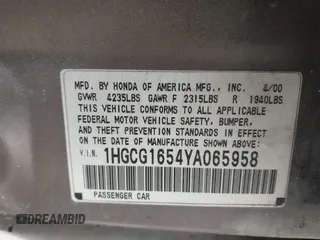 MFD. BY HONDA OF AMERICA MFG., INC. 4/00
GVWR 4235LBS GAWR F 2315LBS R 1940LBS
THIS VEHICLE CONFORMS TO ALL APPLICABLE
FEDERAL MOTOR VEHICLE SAFETY, BUMPER,
AND THEFT PREVENTION STANDARDS IN EFFECT
ON THE DATE OF MANUFACTURE SHOWN ABOVE.
V.I.N. 1HGCG1654YA065958
PASSENGER CAR
DREAMBID